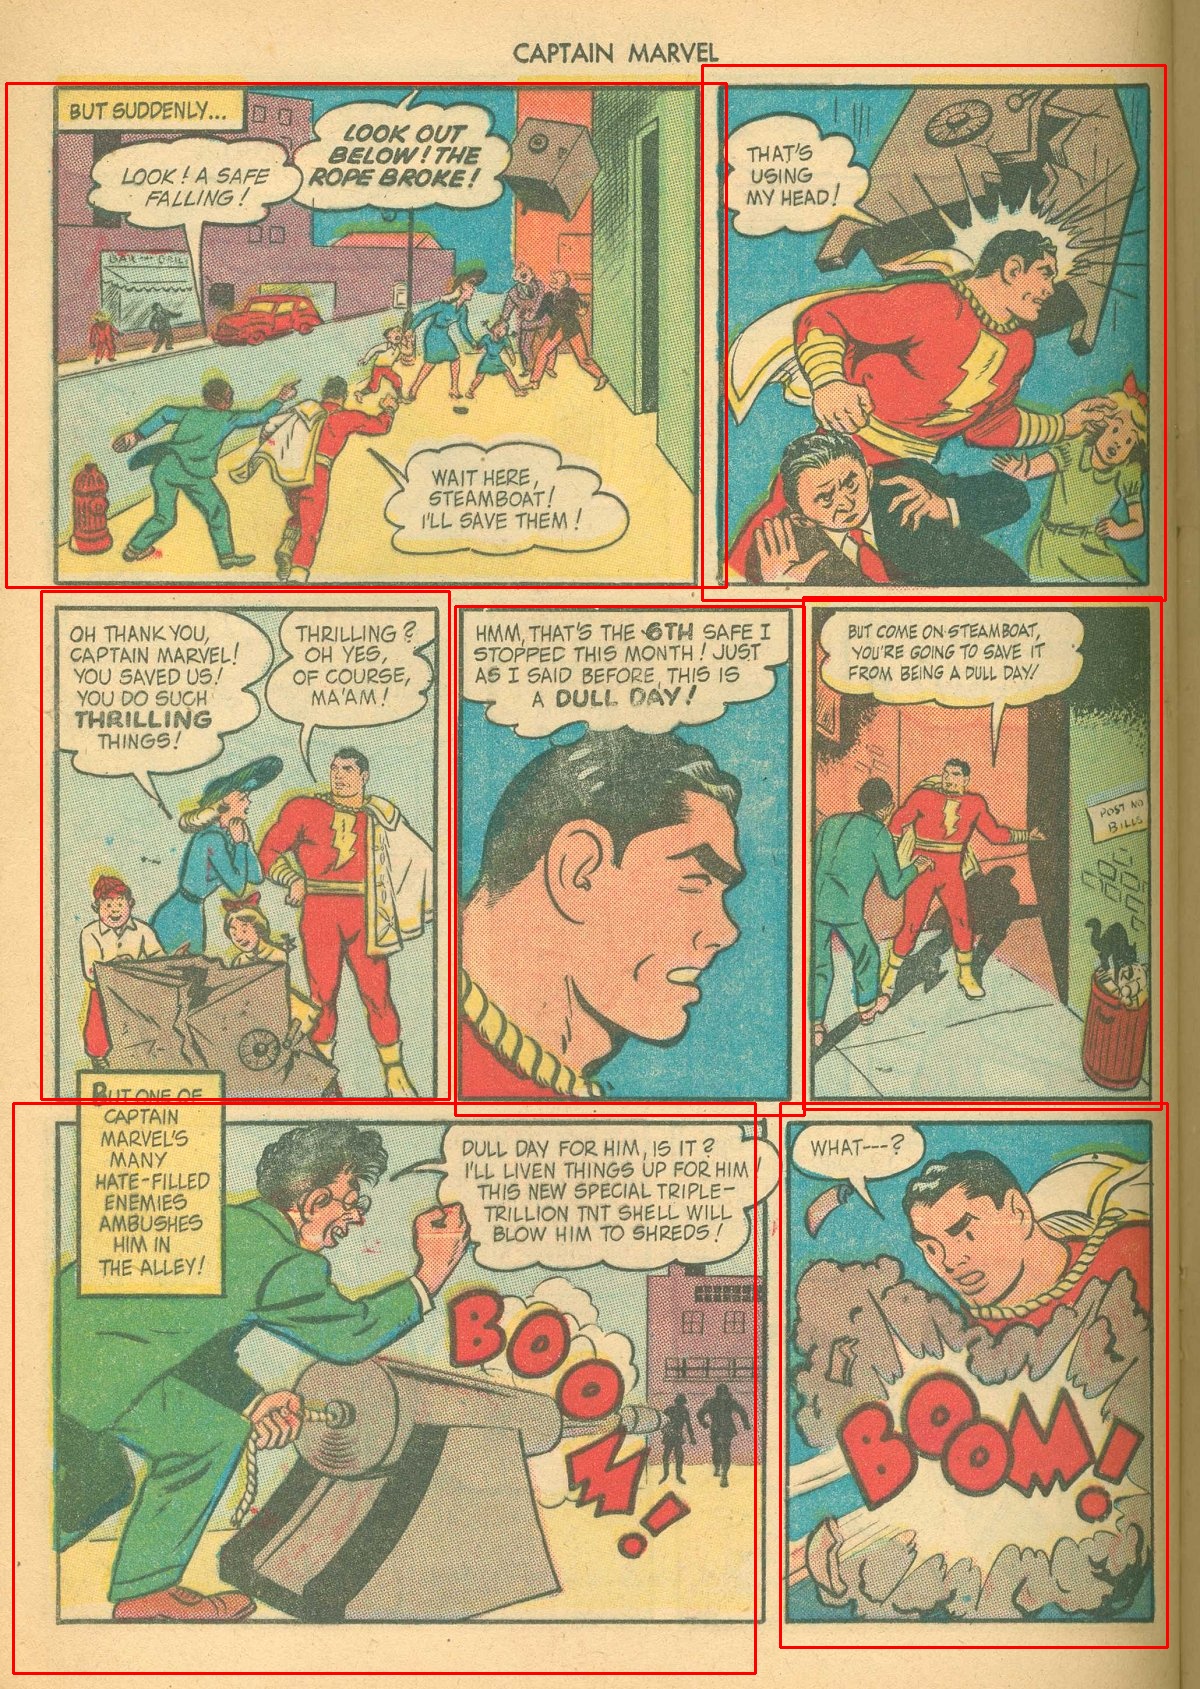 CAPTAIN MARVEL
BUT SUDDENLY...
LOOK! A SAFE
FALLING!
LOOK OUT
BELOW! THE
ROPE BROKE!
BAR AND GRILL
WAIT HERE,
STEAMBOAT!
I'LL SAVE THEM!
THAT'S
USING
MY HEAD!
OH THANK YOU,
CAPTAIN MARVEL!
YOU SAVED US!
YOU DO SUCH
THRILLING
THINGS!
THRILLING?
OH YES,
OF COURSE,
MA'AM!
HMM, THAT'S THE 6TH SAFE I
STOPPED THIS MONTH! JUST
AS I SAID BEFORE, THIS IS
A DULL DAY!
BUT COME ON STEAMBOAT,
YOU'RE GOING TO SAVE IT
FROM BEING A DULL DAY!
POST NO
BILLS
BUT ONE OF
CAPTAIN
MARVEL'S
MANY
HATE-FILLED
ENEMIES
AMBUSHES
HIM IN
THE ALLEY!
DULL DAY FOR HIM, IS IT?
I'LL LIVEN THINGS UP FOR HIM!
THIS NEW SPECIAL TRIPLE-
TRILLION TNT SHELL WILL
BLOW HIM TO SHREDS!
BOOM!
WHAT---?
BOOM!